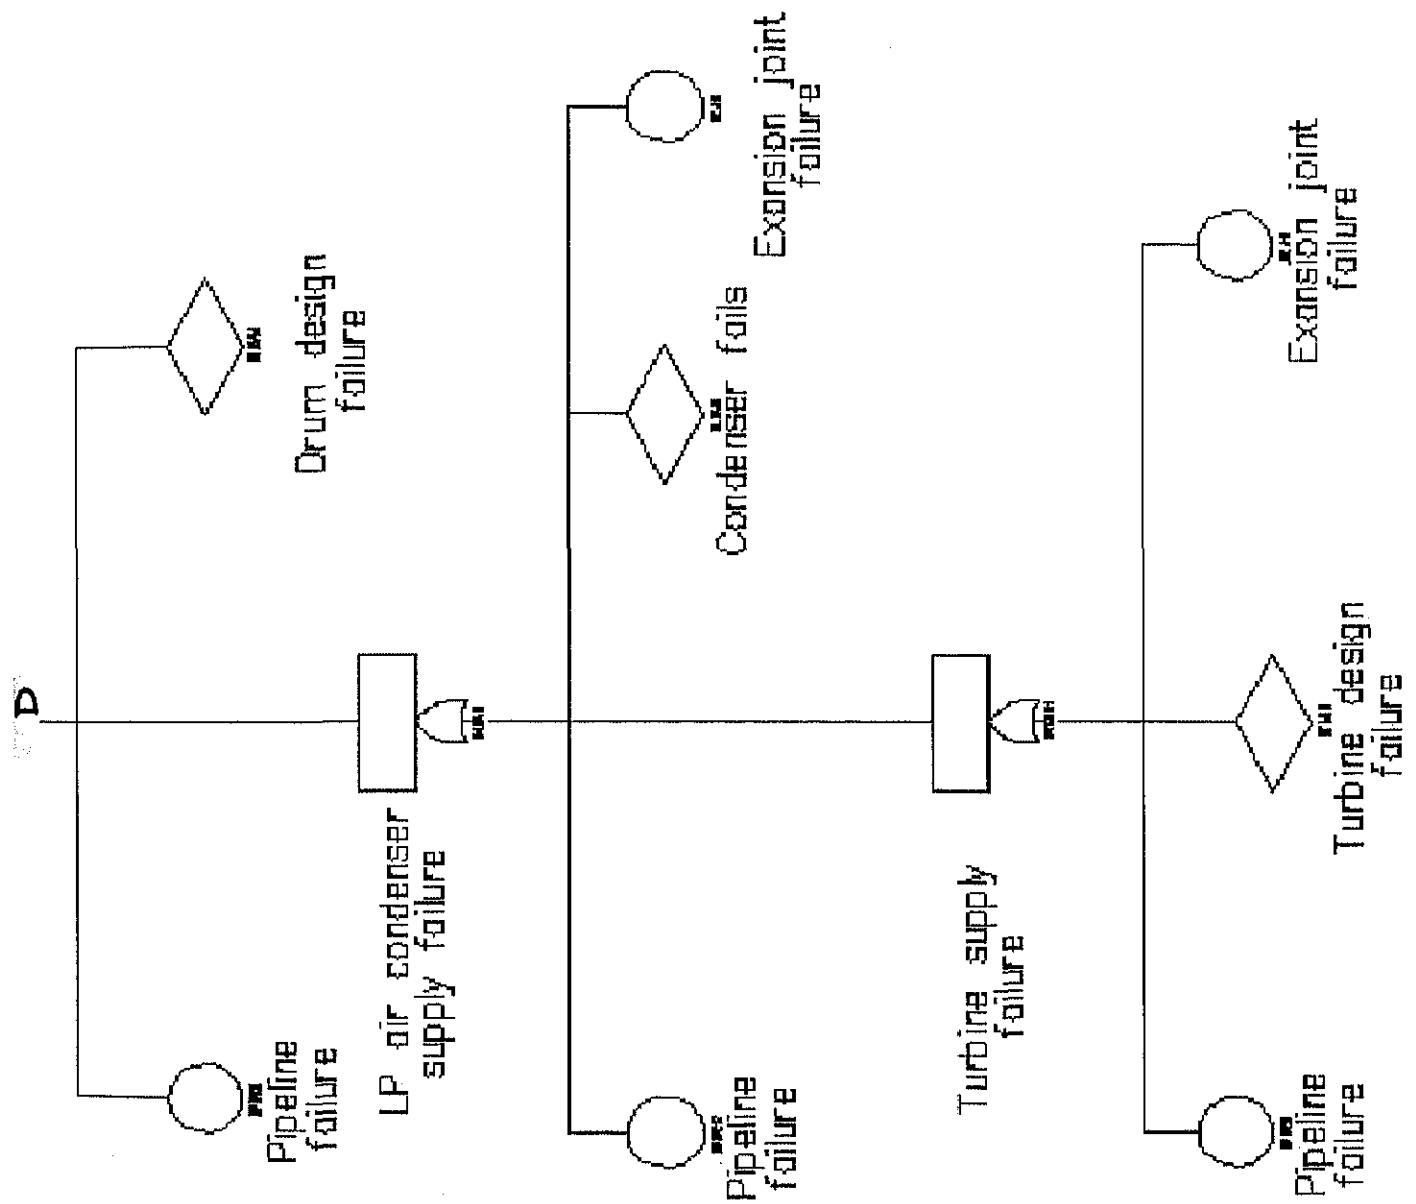 D
Pipeline
failure
Drum design
failure
LP air condenser
supply failure
Pipeline
failure
Condenser fails
Exansion joint
failure
Turbine supply
failure
Pipeline
failure
Turbine design
failure
Exansion joint
failure